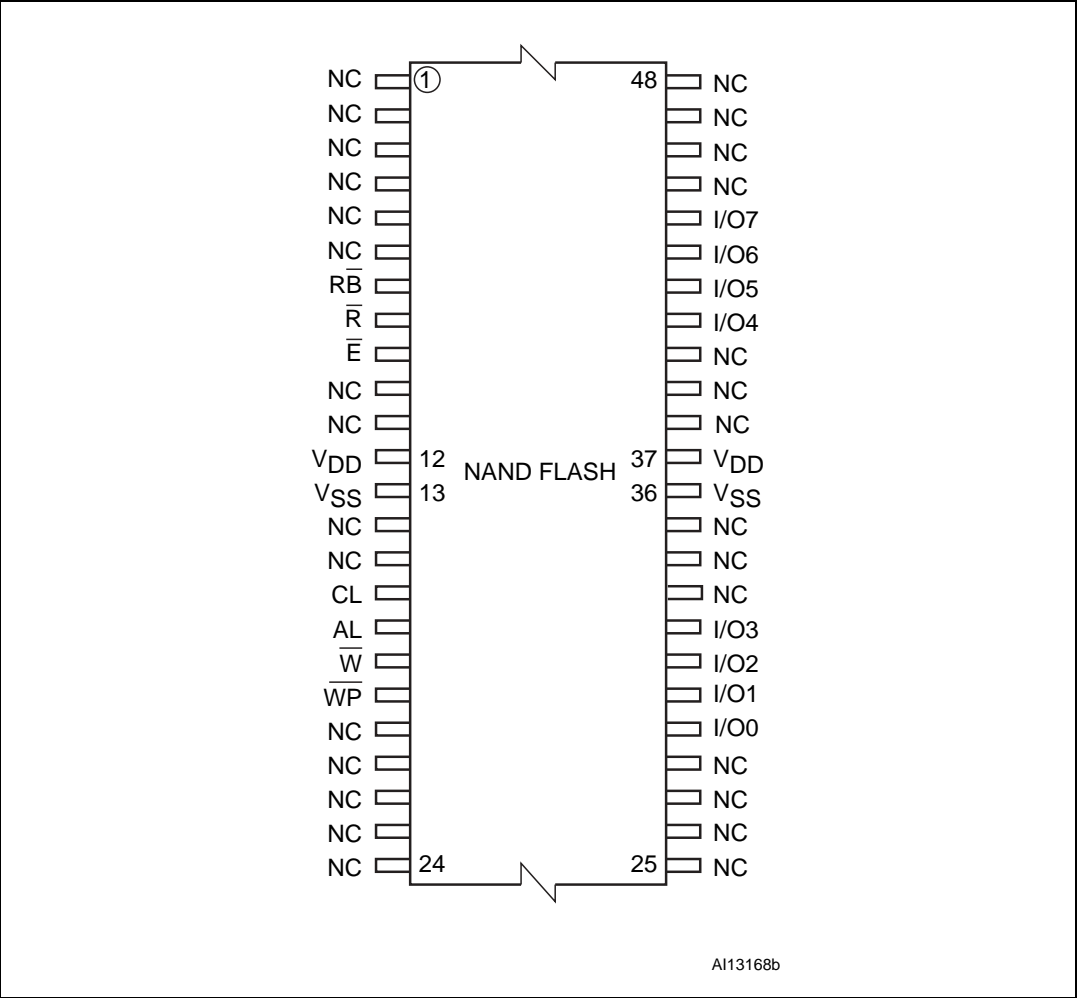 NC ① 48 NC
NC NC
NC NC
NC NC
NC I/O7
NC I/O6
RB̅ I/O5
R̅ I/O4
E̅ NC
NC NC
NC NC
VDD 12 NAND FLASH 37 VDD
VSS 13 36 VSS
NC NC
NC NC
CL NC
AL I/O3
W̅ I/O2
W̅P̅ I/O1
NC I/O0
NC NC
NC NC
NC NC
NC 24 25 NC
AI13168b